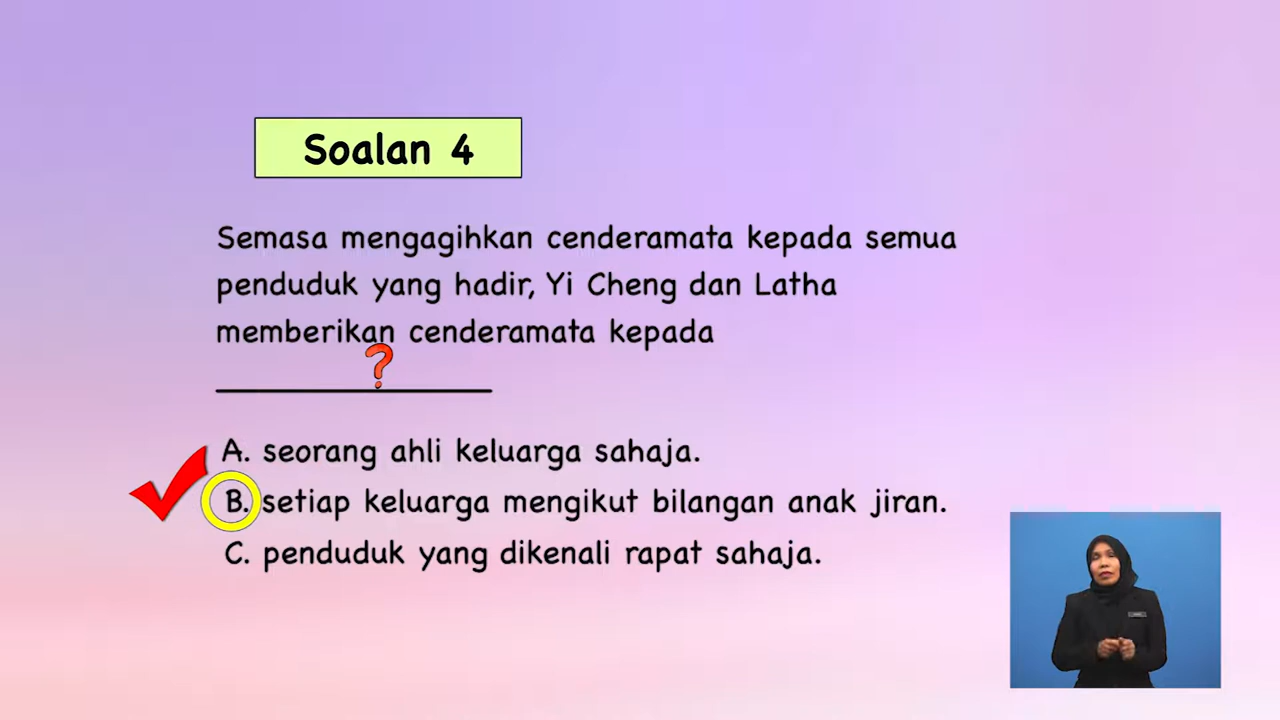 Soalan 4
Semasa mengagihkan cenderamata kepada semua
penduduk yang hadir, Yi Cheng dan Latha
memberikan cenderamata kepada
?
A. seorang ahli keluarga sahaja.
B. setiap keluarga mengikut bilangan anak jiran.
C. penduduk yang dikenali rapat sahaja.